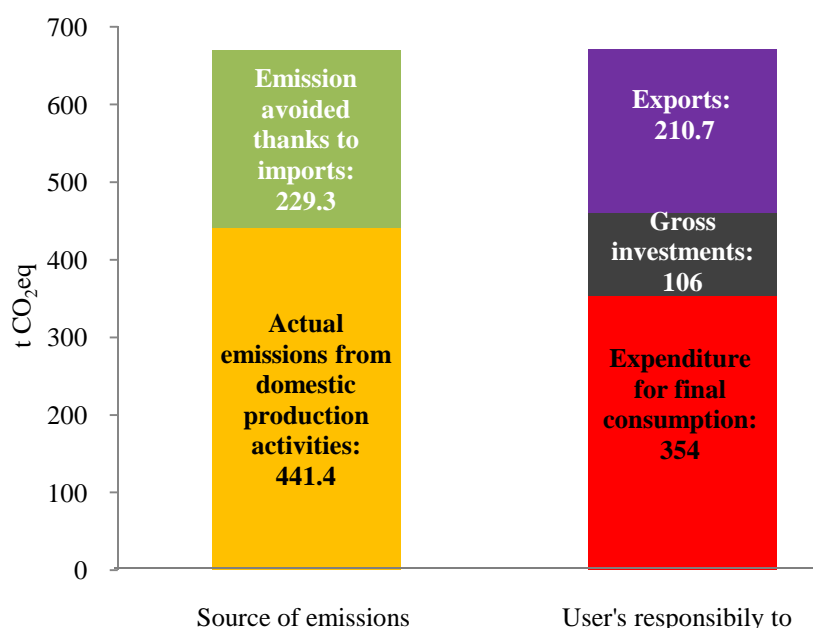 700
600
500
400
300
200
100
0
t CO₂eq
Emission
avoided
thanks to
imports:
229.3
Actual
emissions from
domestic
production
activities:
441.4
Exports:
210.7
Gross
investments:
106
Expenditure
for final
consumption:
354
Source of emissions
User's responsibily to